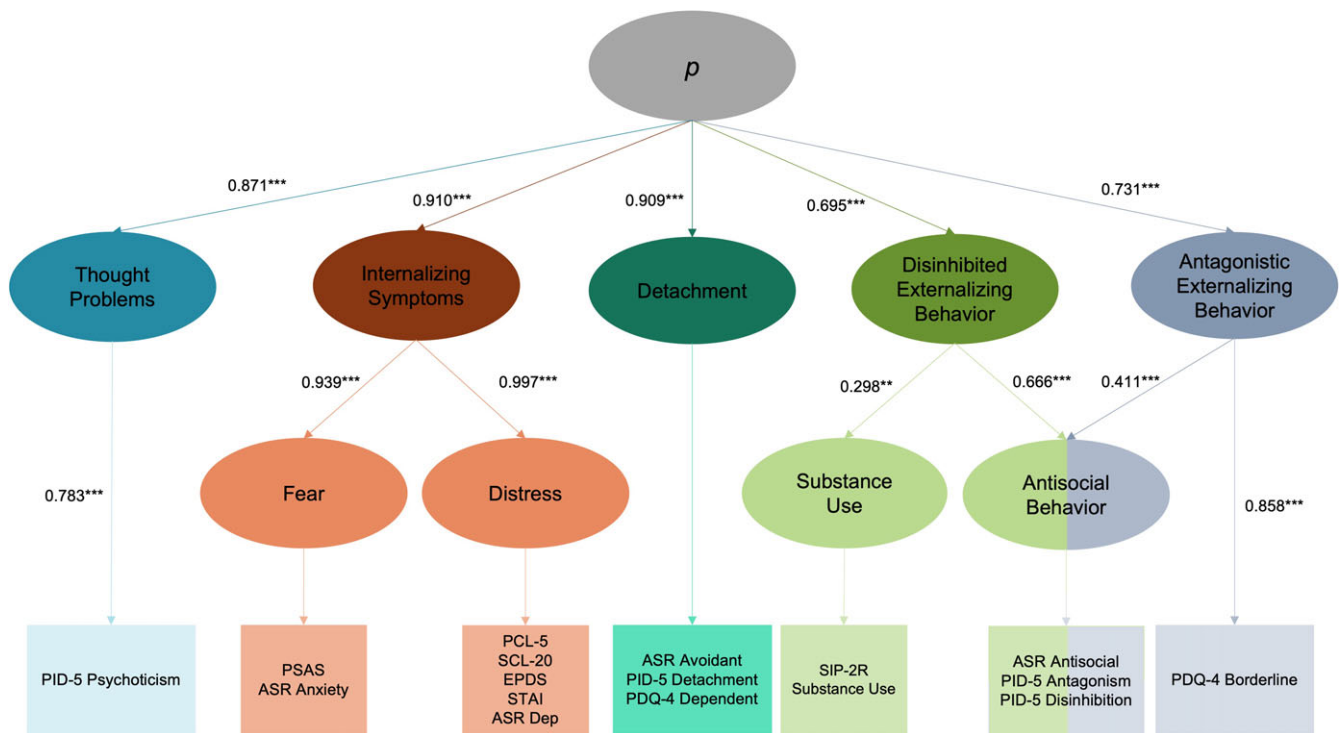 p
0.871***
0.910***
0.909***
0.695***
0.731***
Thought
Problems
Internalizing
Symptoms
Detachment
Disinhibited
Externalizing
Behavior
Antagonistic
Externalizing
Behavior
0.939***
0.997***
0.298**
0.666***
0.411***
0.783***
Fear
Distress
Substance
Use
Antisocial
Behavior
0.858***
PID-5 Psychoticism
PSAS
ASR Anxiety
PCL-5
SCL-20
EPDS
STAI
ASR Dep
ASR Avoidant
PID-5 Detachment
PDQ-4 Dependent
SIP-2R
Substance Use
ASR Antisocial
PID-5 Antagonism
PID-5 Disinhibition
PDQ-4 Borderline